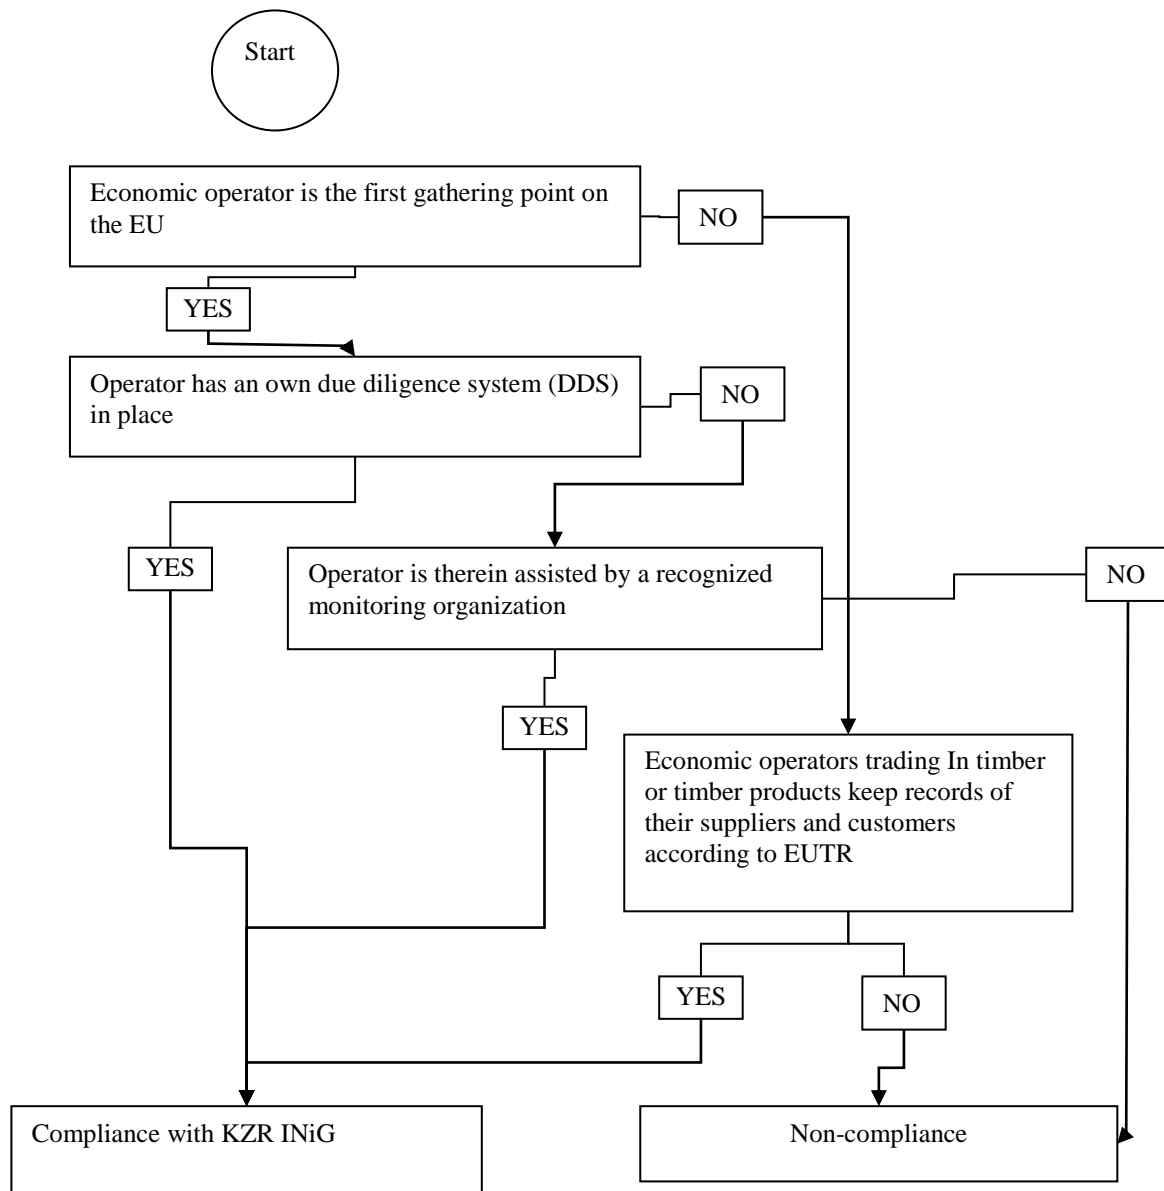 Start
Economic operator is the first gathering point on
the EU
NO
YES
Operator has an own due diligence system (DDS)
in place
NO
YES
Operator is therein assisted by a recognized
monitoring organization
NO
YES
Economic operators trading In timber
or timber products keep records of
their suppliers and customers
according to EUTR
YES
NO
Compliance with KZR INiG
Non-compliance